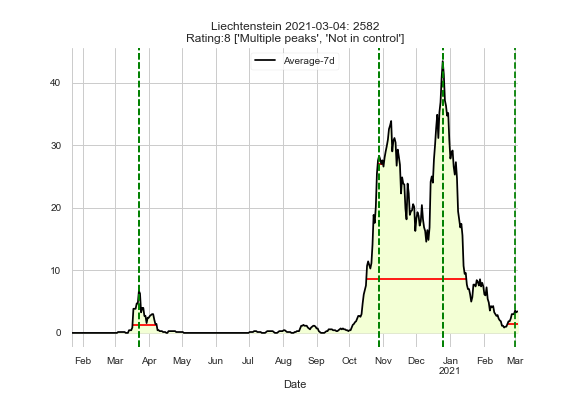 Liechtenstein 2021-03-04: 2582
Rating:8 ['Multiple peaks', 'Not in control']
Average-7d
40
30
20
10
0
Feb Mar Apr May Jun Jul Aug Sep Oct Nov Dec Jan Feb Mar
2021
Date